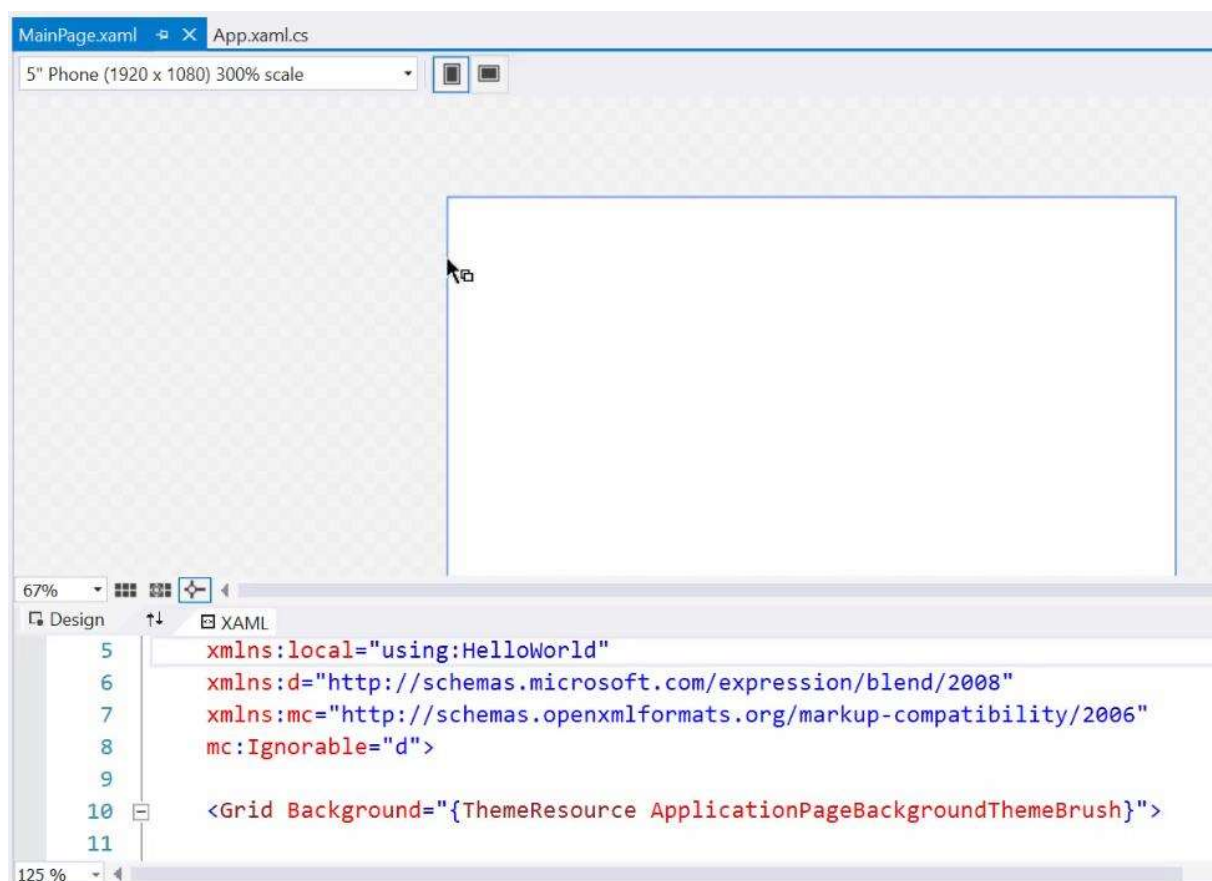 MainPage.xaml App.xaml.cs
5" Phone (1920 x 1080) 300% scale
67%
Design XAML
5 xmlns:local="using:HelloWorld"
6 xmlns:d="http://schemas.microsoft.com/expression/blend/2008"
7 xmlns:mc="http://schemas.openxmlformats.org/markup-compatibility/2006"
8 mc:Ignorable="d">
9
10 <Grid Background="{ThemeResource ApplicationPageBackgroundThemeBrush}">
11
125 %